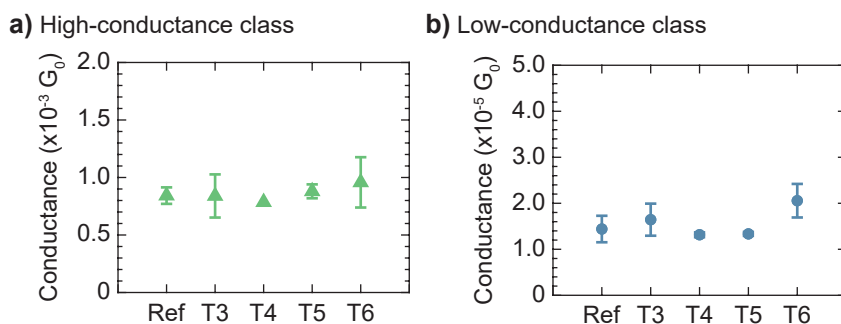 a) High-conductance class
Conductance (x10⁻³ G₀)
2.0
1.5
1.0
0.5
0
Ref T3 T4 T5 T6
b) Low-conductance class
Conductance (x10⁻⁵ G₀)
5.0
4.0
3.0
2.0
1.0
0
Ref T3 T4 T5 T6